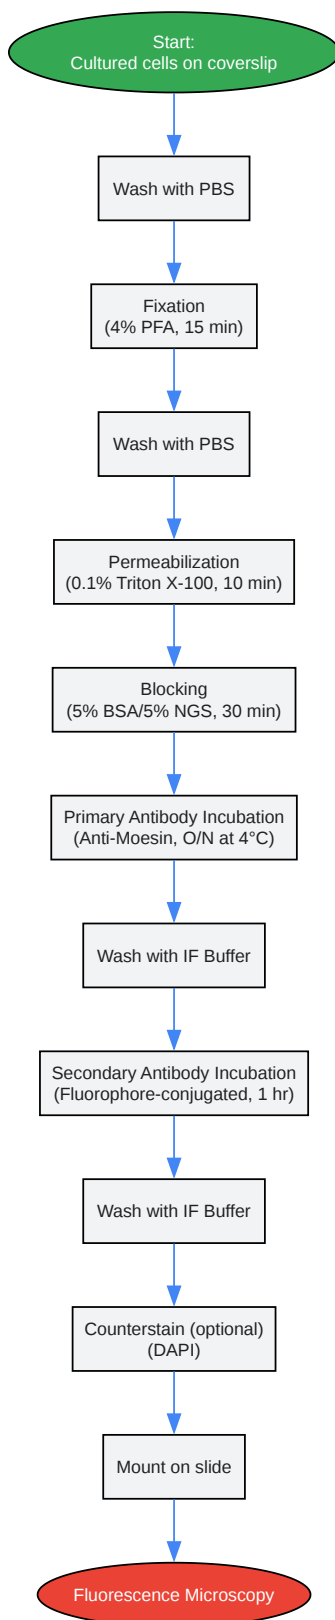 Start:
Cultured cells on coverslip
Wash with PBS
Fixation
(4% PFA, 15 min)
Wash with PBS
Permeabilization
(0.1% Triton X-100, 10 min)
Blocking
(5% BSA/5% NGS, 30 min)
Primary Antibody Incubation
(Anti-Moesin, O/N at 4°C)
Wash with IF Buffer
Secondary Antibody Incubation
(Fluorophore-conjugated, 1 hr)
Wash with IF Buffer
Counterstain (optional)
(DAPI)
Mount on slide
Fluorescence Microscopy